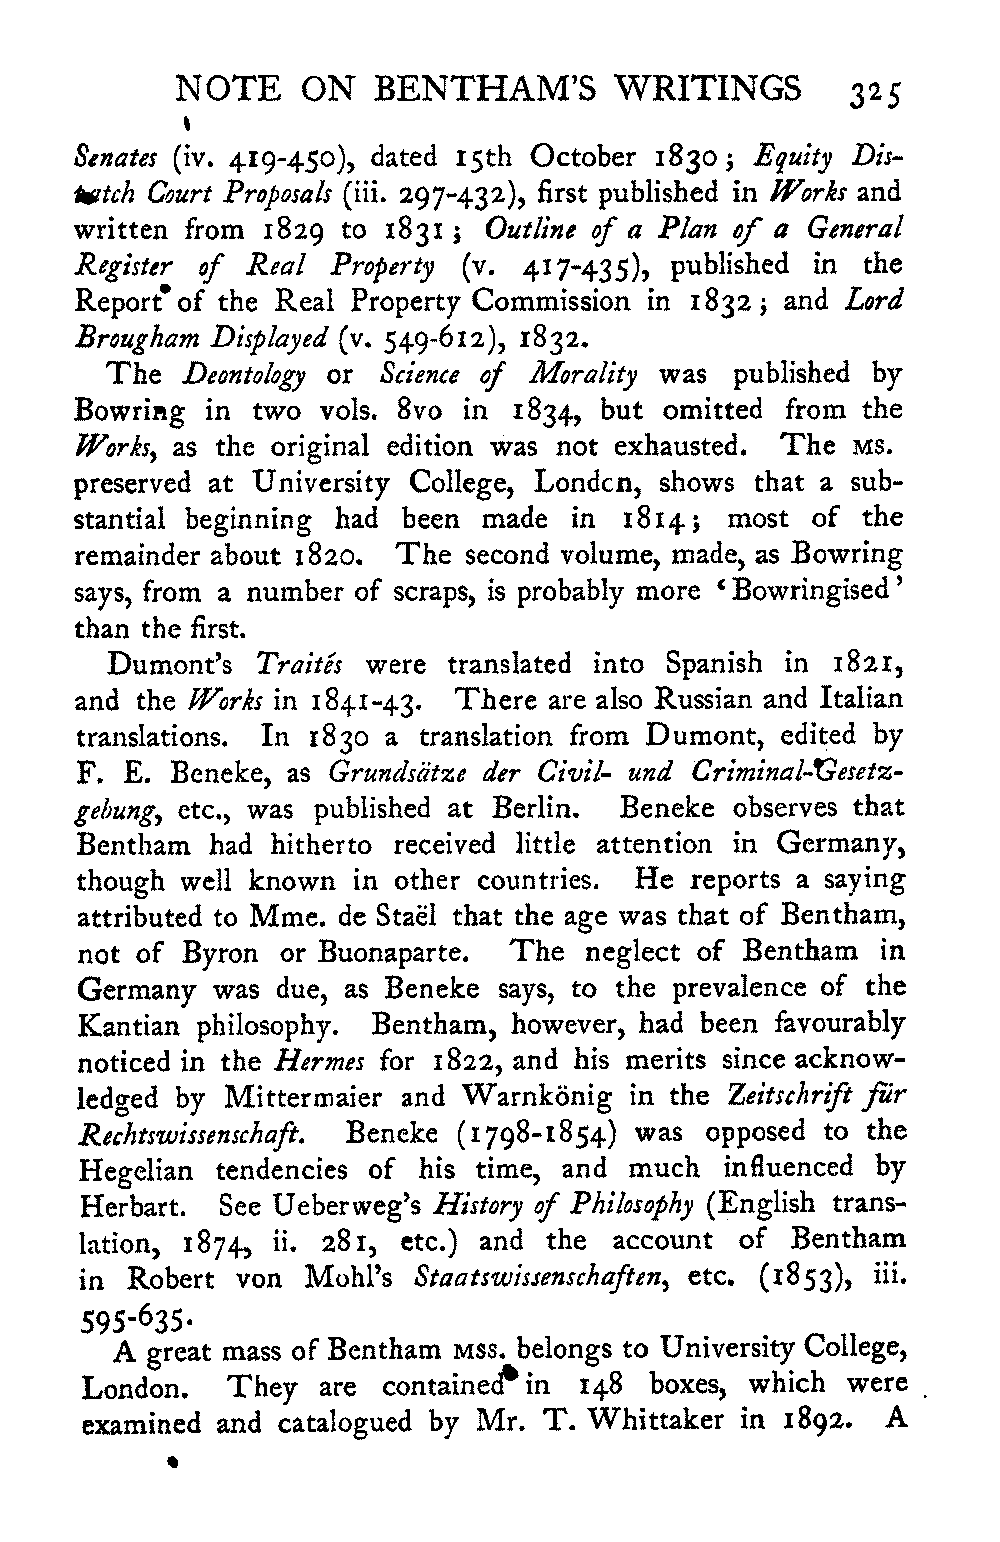 NOTE ON BENTHAM'S WRITINGS 325
Senates (iv. 419-450), dated 15th October 1830; Equity Dis-
patch Court Proposals (iii. 297-432), first published in Works and
written from 1829 to 1831; Outline of a Plan of a General
Register of Real Property (v. 417-435), published in the
Report of the Real Property Commission in 1832; and Lord
Brougham Displayed (v. 549-612), 1832.
The Deontology or Science of Morality was published by
Bowring in two vols. 8vo in 1834, but omitted from the
Works, as the original edition was not exhausted. The MS.
preserved at University College, London, shows that a sub-
stantial beginning had been made in 1814; most of the
remainder about 1820. The second volume, made, as Bowring
says, from a number of scraps, is probably more ‘Bowringised’
than the first.
Dumont's Traités were translated into Spanish in 1821,
and the Works in 1841-43. There are also Russian and Italian
translations. In 1830 a translation from Dumont, edited by
F. E. Beneke, as Grundsätze der Civil- und Criminal-Gesetz-
gebung, etc., was published at Berlin. Beneke observes that
Bentham had hitherto received little attention in Germany,
though well known in other countries. He reports a saying
attributed to Mme. de Staël that the age was that of Bentham,
not of Byron or Buonaparte. The neglect of Bentham in
Germany was due, as Beneke says, to the prevalence of the
Kantian philosophy. Bentham, however, had been favourably
noticed in the Hermes for 1822, and his merits since acknow-
ledged by Mittermaier and Warnkönig in the Zeitschrift für
Rechtswissenschaft. Beneke (1798-1854) was opposed to the
Hegelian tendencies of his time, and much influenced by
Herbart. See Ueberweg's History of Philosophy (English trans-
lation, 1874, ii. 281, etc.) and the account of Bentham
in Robert von Mohl's Staatswissenschaften, etc. (1853), iii.
595-635.
A great mass of Bentham MSS. belongs to University College,
London. They are contained in 148 boxes, which were
examined and catalogued by Mr. T. Whittaker in 1892. A